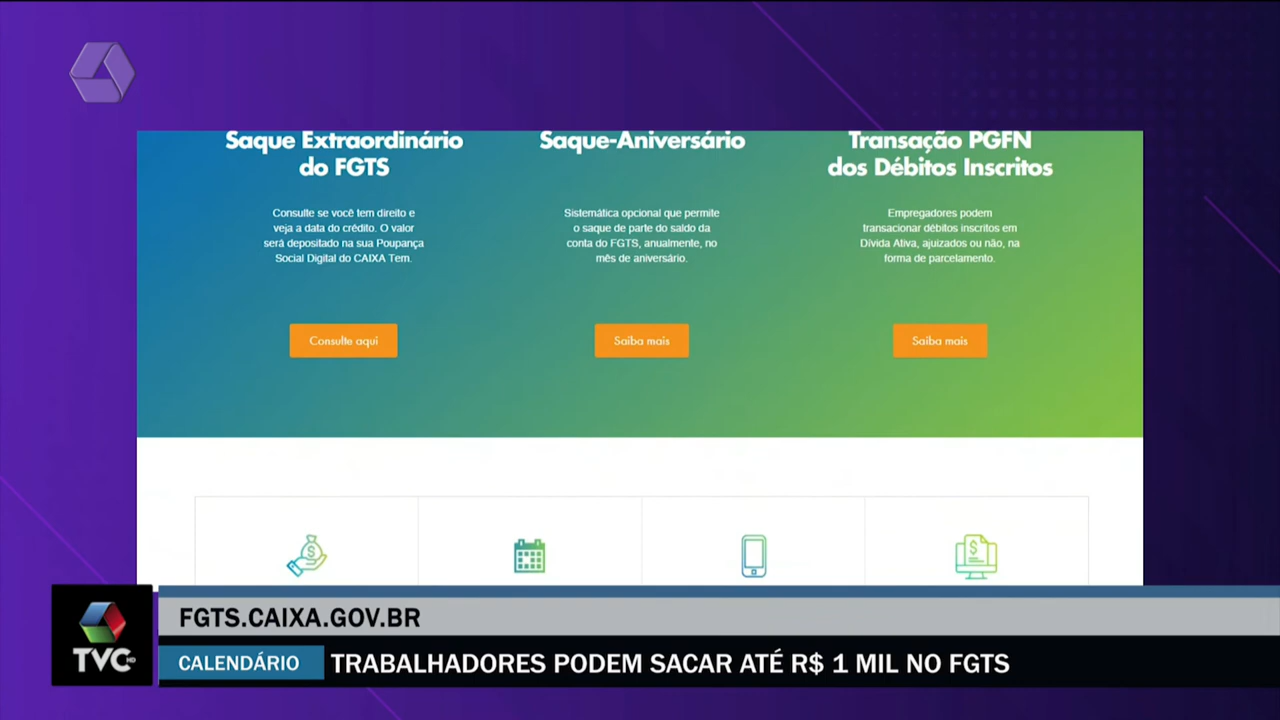 Saque Extraordinário
do FGTS
Consulte se você tem direito e
veja a data do crédito. O valor
será depositado na sua Poupança
Social Digital do CAIXA Tem.
Consulte aqui
Saque-Aniversário
Sistemática opcional que permite
o saque de parte do saldo da
conta do FGTS, anualmente, no
mês de aniversário.
Saiba mais
Transação PGFN
dos Débitos Inscritos
Empregadores podem
transacionar débitos inscritos em
Dívida Ativa, ajuizados ou não, na
forma de parcelamento.
Saiba mais
FGTS.CAIXA.GOV.BR
TVC HD
CALENDÁRIO TRABALHADORES PODEM SACAR ATÉ R$ 1 MIL NO FGTS